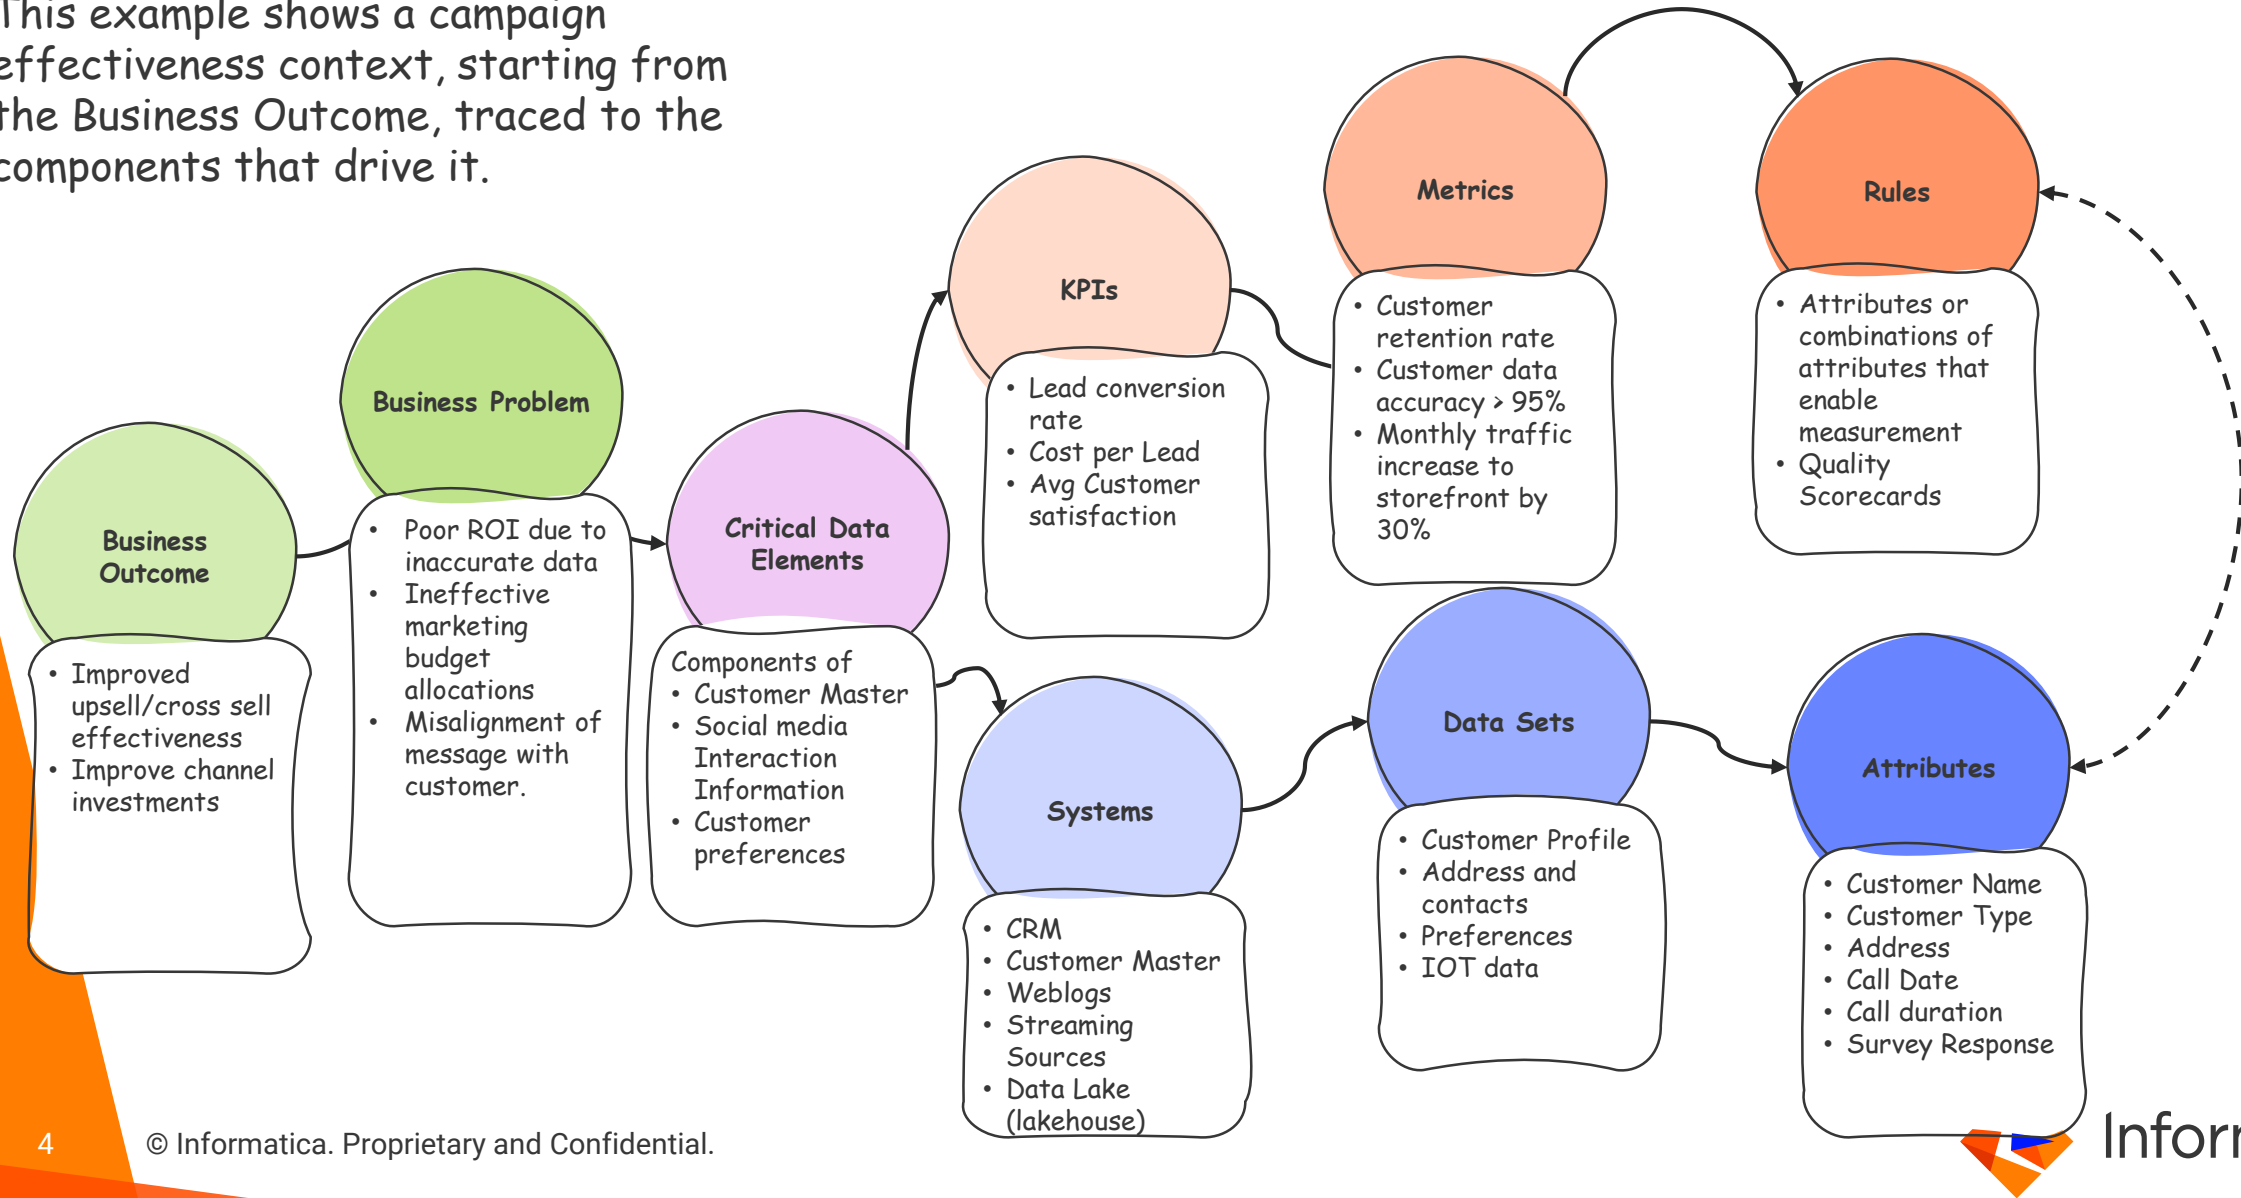 This example shows a campaign
effectiveness context, starting from
the Business Outcome, traced to the
components that drive it.
Business
Outcome
• Improved
upsell/cross sell
effectiveness
• Improve channel
investments
Business Problem
• Poor ROI due to
inaccurate data
• Ineffective
marketing
budget
allocations
• Misalignment of
message with
customer.
Critical Data
Elements
Components of
• Customer Master
• Social media
Interaction
Information
• Customer
preferences
KPIs
• Lead conversion
rate
• Cost per Lead
• Avg Customer
satisfaction
Metrics
• Customer
retention rate
• Customer data
accuracy > 95%
• Monthly traffic
increase to
storefront by
30%
Rules
• Attributes or
combinations of
attributes that
enable
measurement
• Quality
Scorecards
Systems
• CRM
• Customer Master
• Weblogs
• Streaming
Sources
• Data Lake
(lakehouse)
Data Sets
• Customer Profile
• Address and
contacts
• Preferences
• IOT data
Attributes
• Customer Name
• Customer Type
• Address
• Call Date
• Call duration
• Survey Response
4
© Informatica. Proprietary and Confidential.